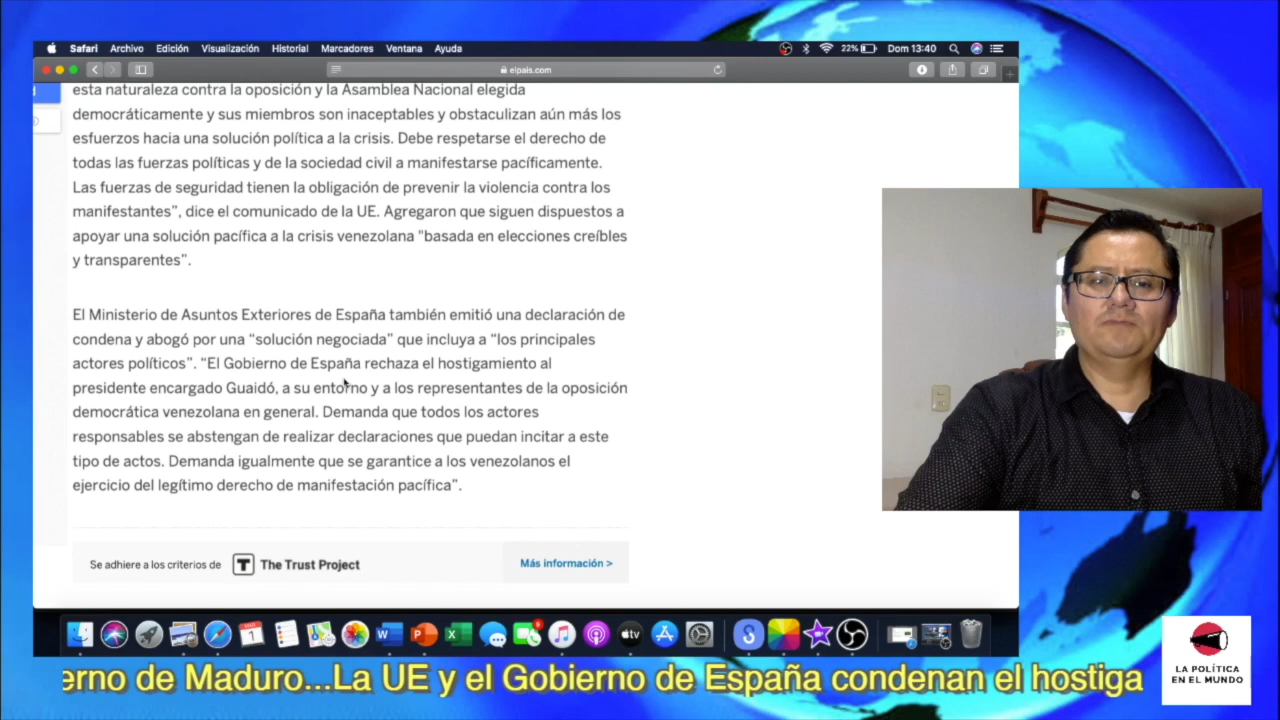 Safari Archivo Edición Visualización Historial Marcadores Ventana Ayuda
22% Dom 13:40
elpais.com
esta naturaleza contra la oposición y la Asamblea Nacional elegida
democráticamente y sus miembros son inaceptables y obstaculizan aún más los
esfuerzos hacia una solución política a la crisis. Debe respetarse el derecho de
todas las fuerzas políticas y de la sociedad civil a manifestarse pacíficamente.
Las fuerzas de seguridad tienen la obligación de prevenir la violencia contra los
manifestantes”, dice el comunicado de la UE. Agregaron que siguen dispuestos a
apoyar una solución pacífica a la crisis venezolana "basada en elecciones creíbles
y transparentes”.
El Ministerio de Asuntos Exteriores de España también emitió una declaración de
condena y abogó por una “solución negociada” que incluya a “los principales
actores políticos”. “El Gobierno de España rechaza el hostigamiento al
presidente encargado Guaidó, a su entorno y a los representantes de la oposición
democrática venezolana en general. Demanda que todos los actores
responsables se abstengan de realizar declaraciones que puedan incitar a este
tipo de actos. Demanda igualmente que se garantice a los venezolanos el
ejercicio del legítimo derecho de manifestación pacífica”.
Se adhiere a los criterios de T The Trust Project
Más información >
1
W P X
tv
S
erno de Maduro...La UE y el Gobierno de España condenan el hostiga
LA POLÍTICA
EN EL MUNDO